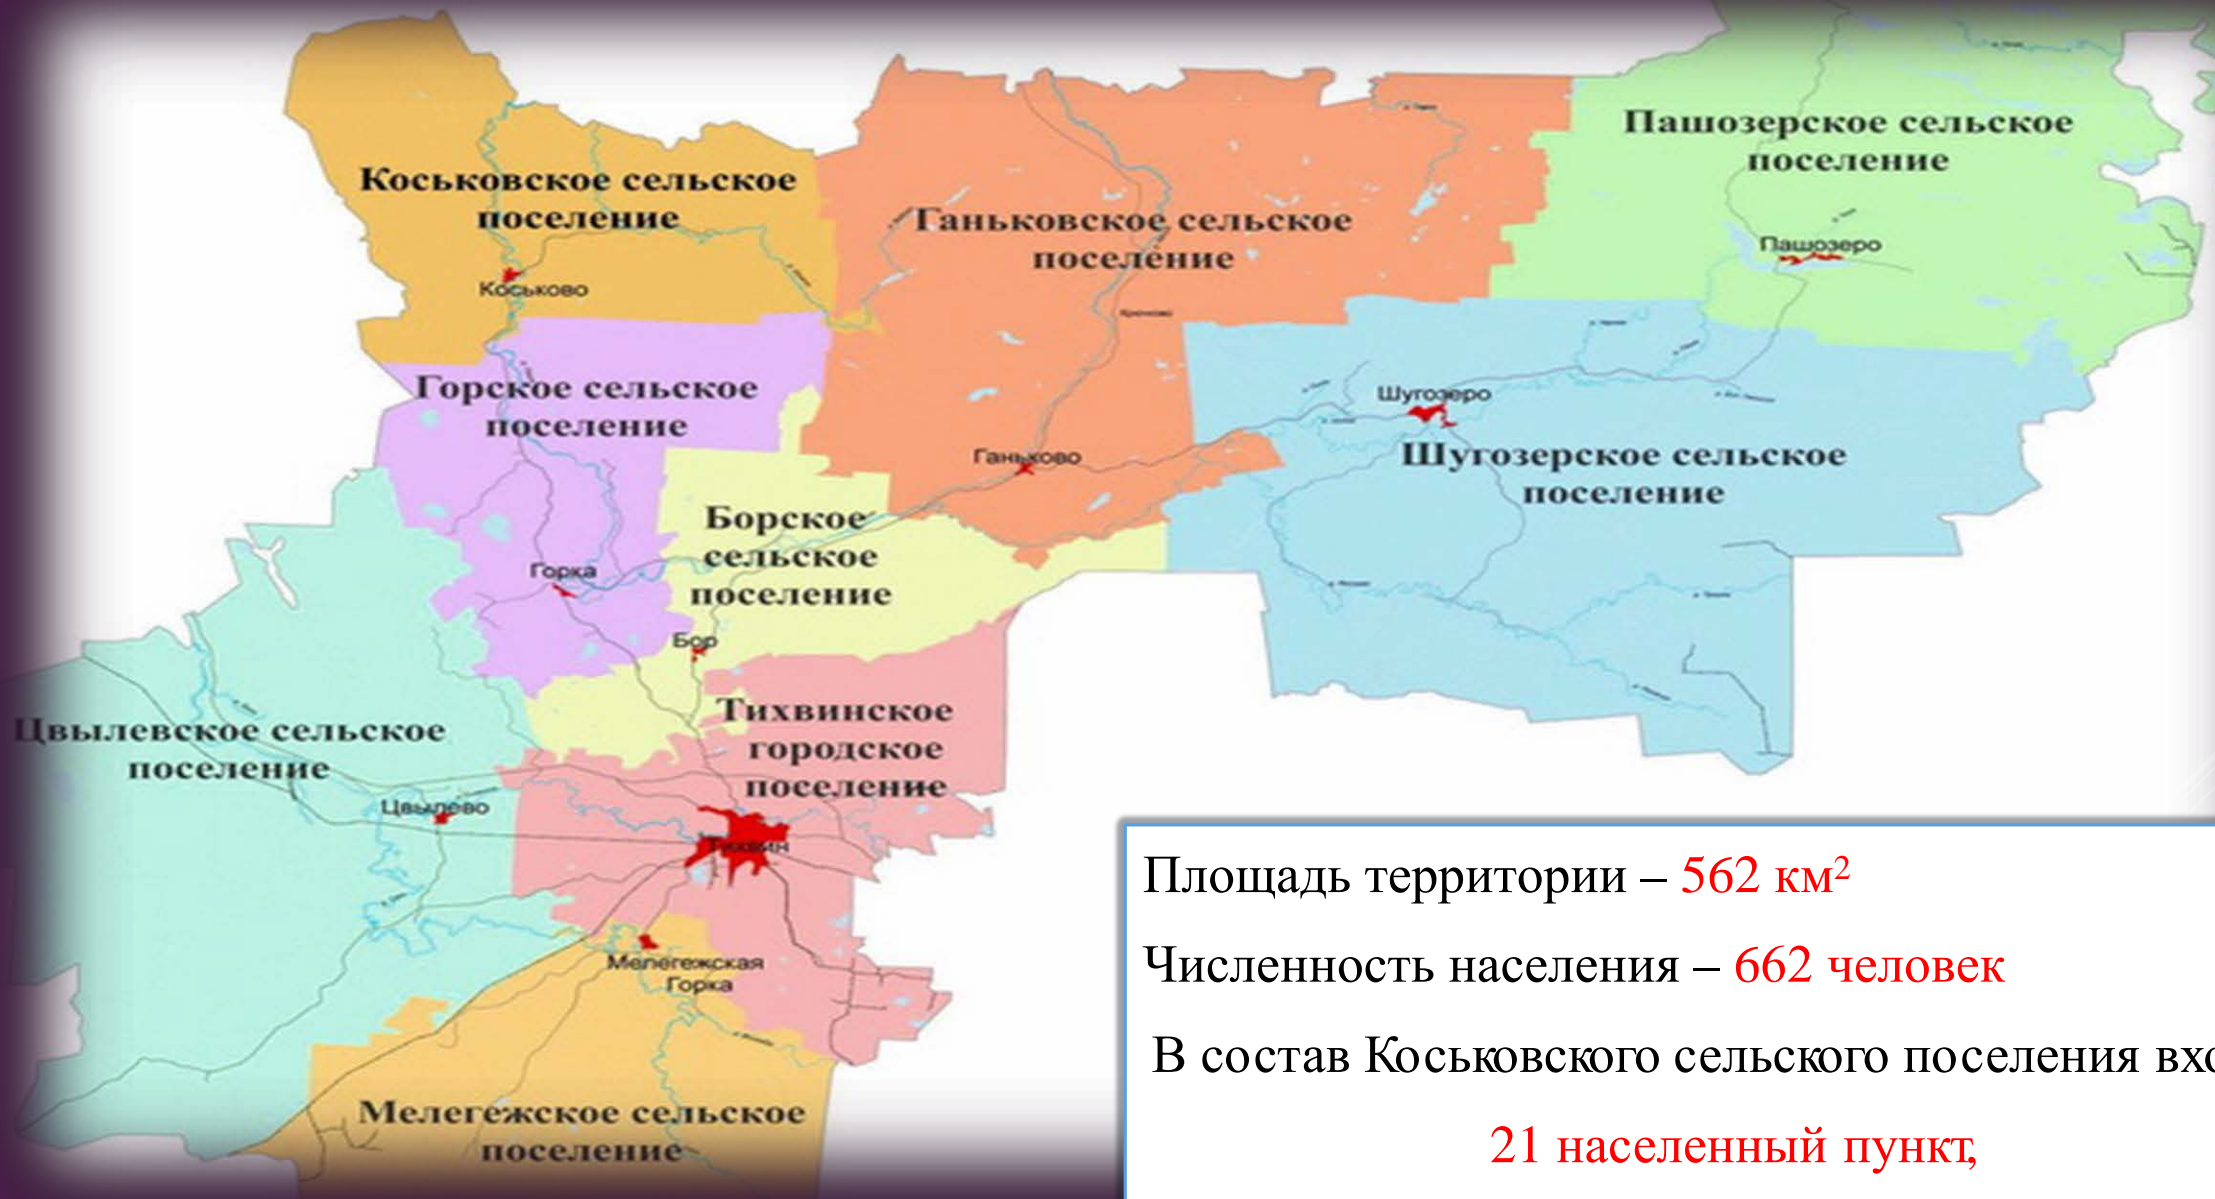 Пашозерское сельское
поселение
Коськовское сельское
поселение
Ганьковское сельское
поселение
Пашозеро
Коськово
Горское сельское
поселение
Шугозеро
Ганьково
Шугозерское сельское
поселение
Борское
сельское
поселение
Горка
Бор
Тихвинское
городское
поселение
Цвылевское сельское
поселение
Цвылево
Тихвин
Мелегежская
Горка
Мелегежское сельское
поселение
Площадь территории – 562 км²
Численность населения – 662 человек
В состав Коськовского сельского поселения вхо
21 населенный пункт,